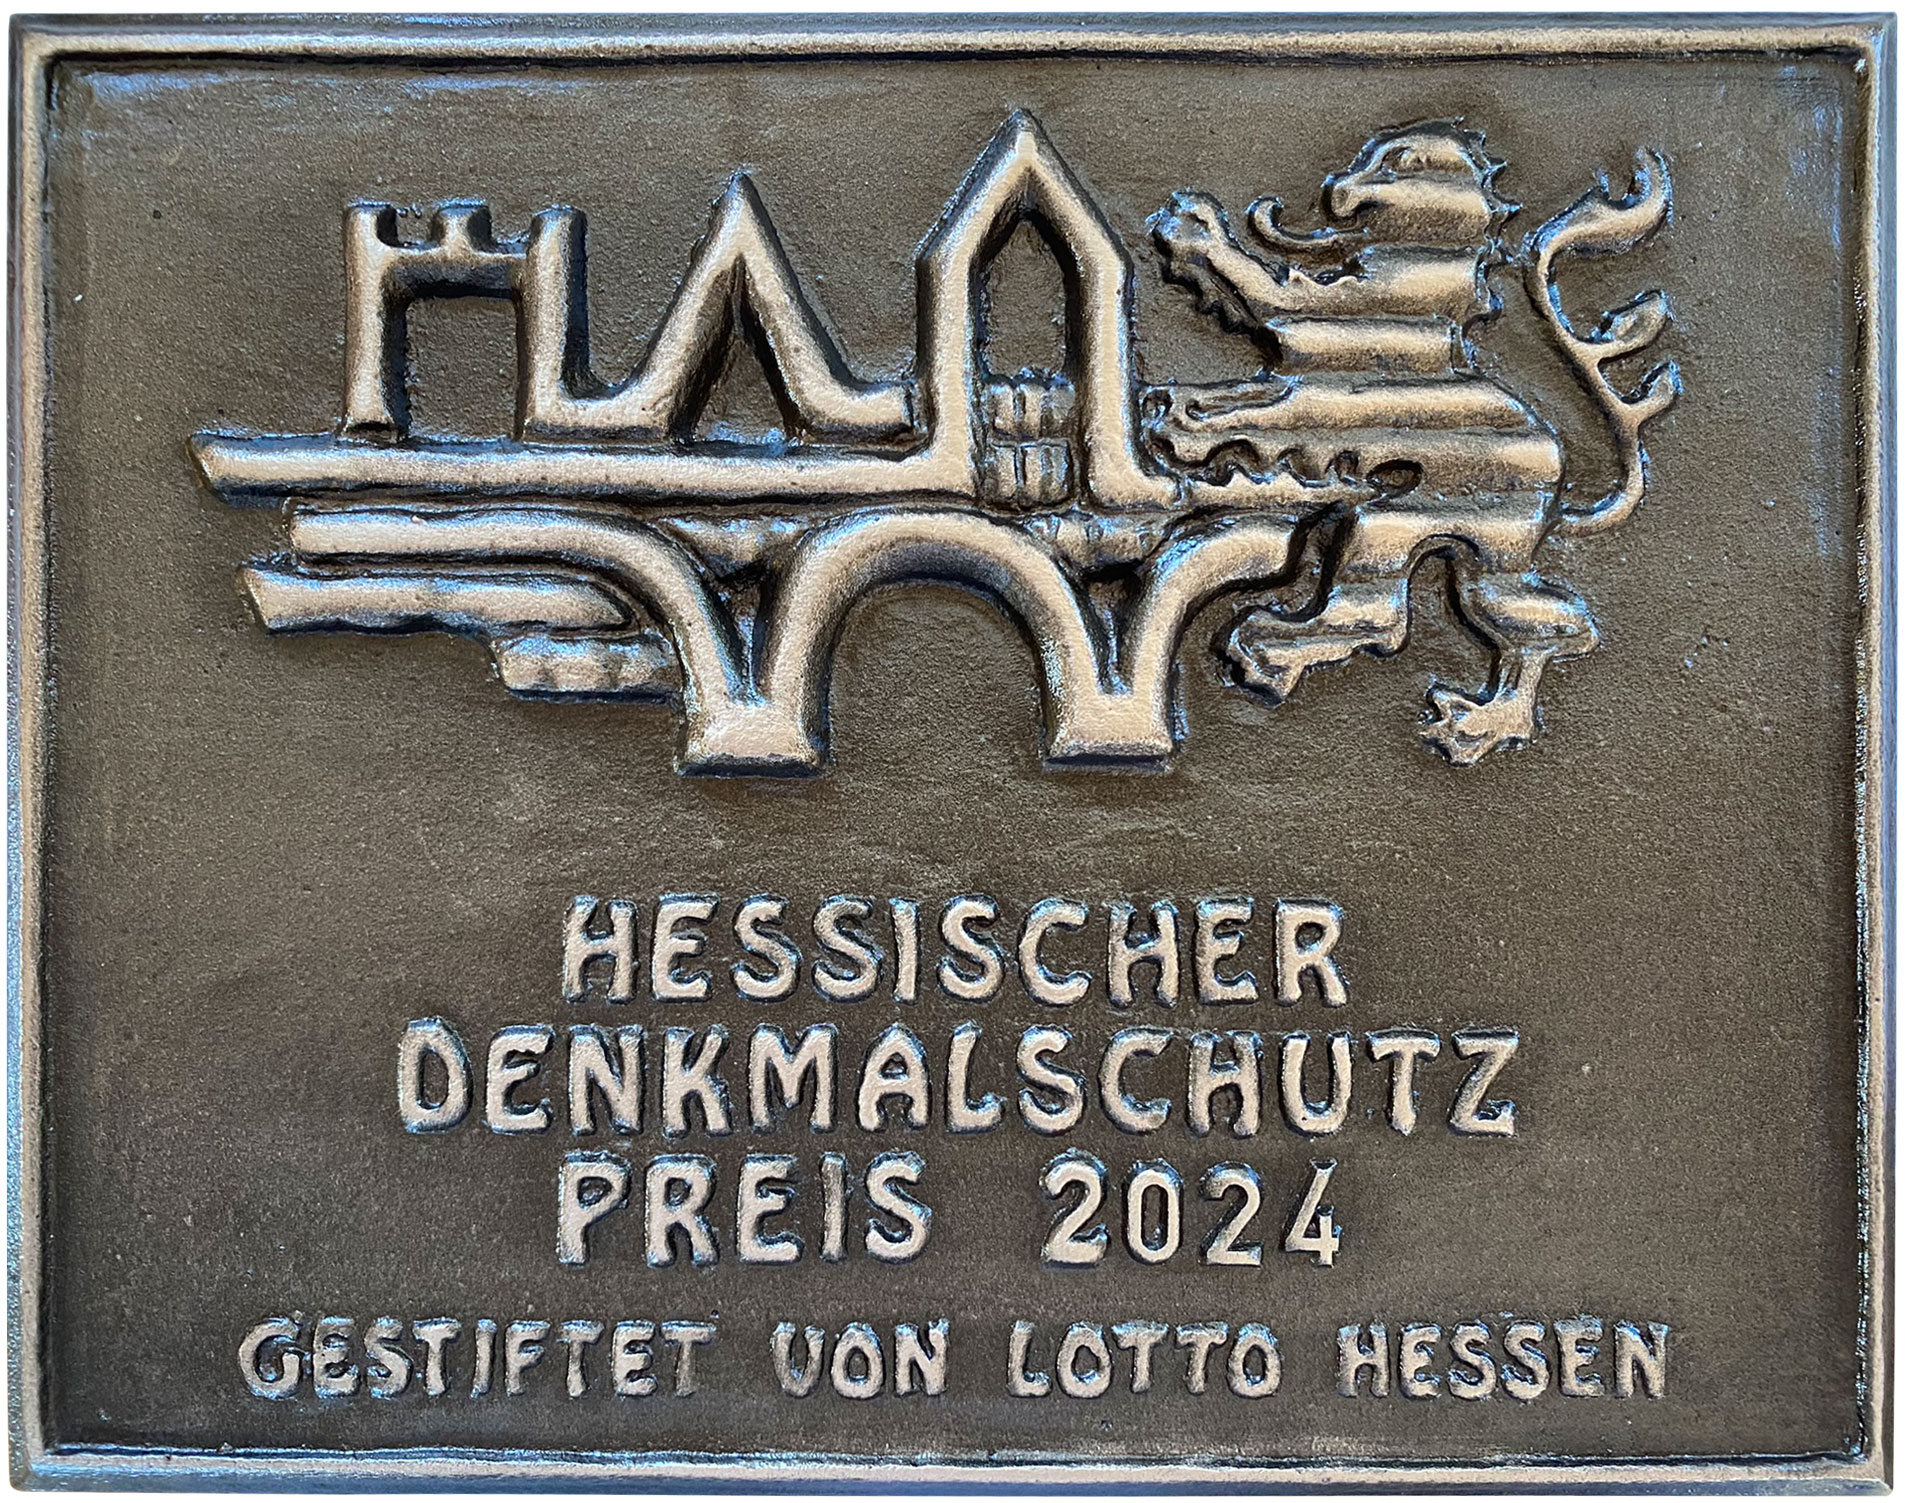 HESSISCHER
DENKMALSCHUTZ
PREIS 2024
GESTIFTET VON LOTTO HESSEN